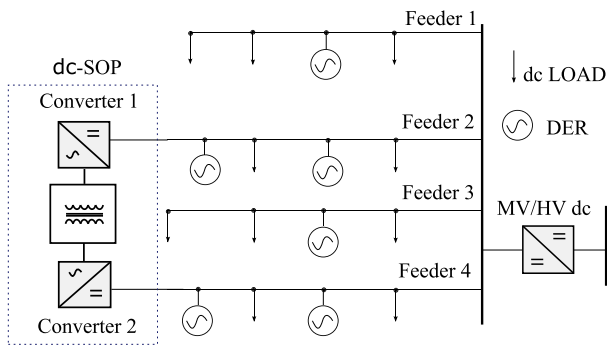 Feeder 1
dc-SOP
dc LOAD
Converter 1
Feeder 2
DER
Feeder 3
MV/HV dc
Feeder 4
Converter 2